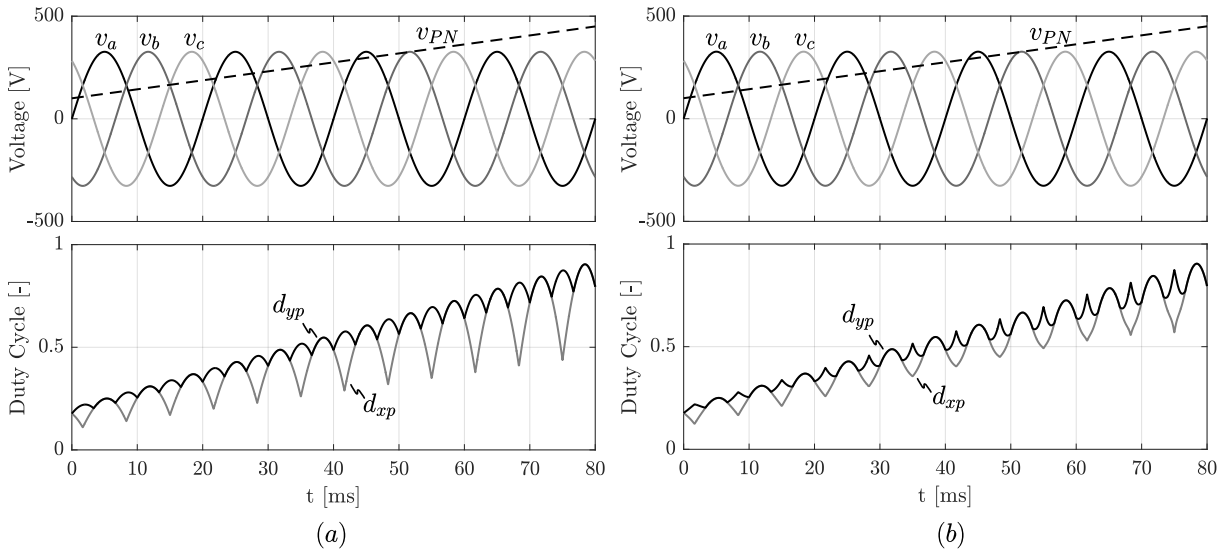 500
v_a v_b v_c v_PN
Voltage [V]
0
-500
1
Duty Cycle [-]
d_yp
0.5
d_xp
0
0 10 20 30 40 50 60 70 80
t [ms]
(a)
500
v_a v_b v_c v_PN
Voltage [V]
0
-500
1
Duty Cycle [-]
d_yp
0.5
d_xp
0
0 10 20 30 40 50 60 70 80
t [ms]
(b)